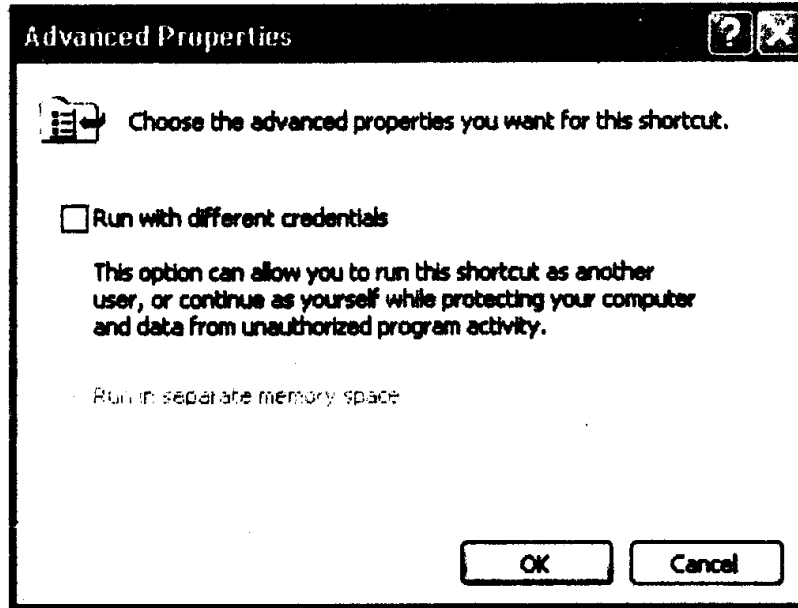 Advanced Properties
Choose the advanced properties you want for this shortcut.
Run with different credentials
This option can allow you to run this shortcut as another
user, or continue as yourself while protecting your computer
and data from unauthorized program activity.
Run in separate memory space
OK
Cancel